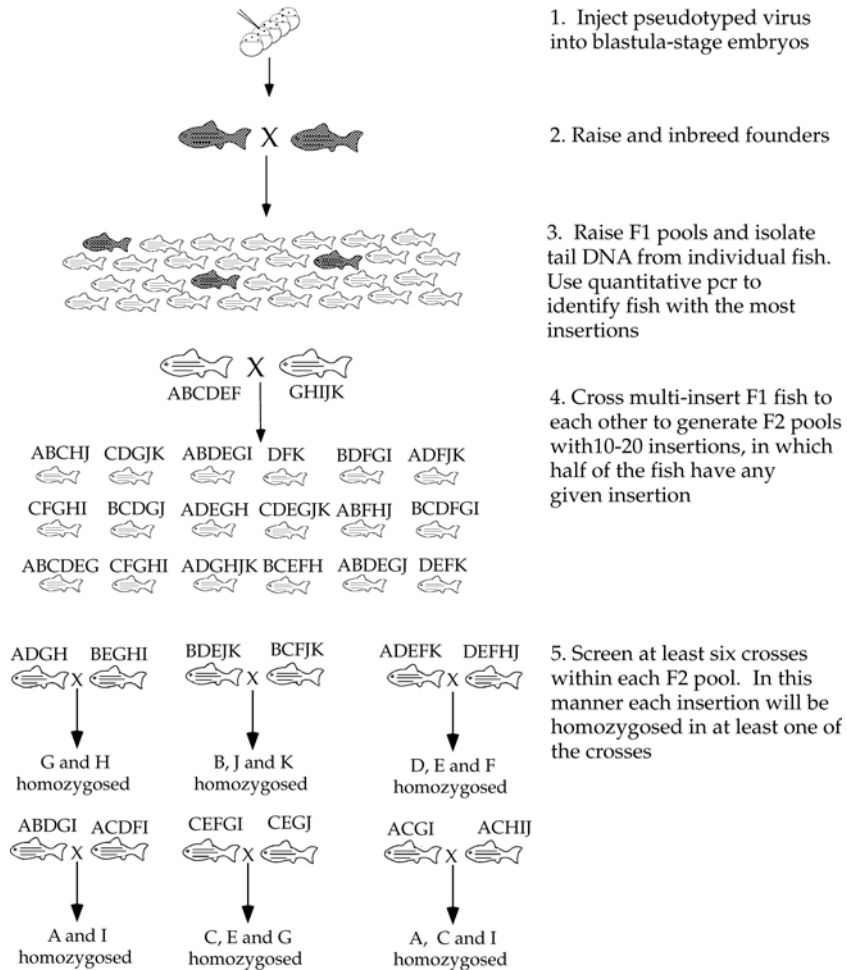 1. Inject pseudotyped virus
into blastula-stage embryos
X
2. Raise and inbreed founders
3. Raise F1 pools and isolate
tail DNA from individual fish.
Use quantitative pcr to
identify fish with the most
insertions
X
ABCDEF GHIJK
4. Cross multi-insert F1 fish to
each other to generate F2 pools
with10-20 insertions, in which
half of the fish have any
given insertion
ABCHJ CDGJK ABDEGI DFK BDFGI ADFJK
CFGHI BCDGJ ADEGH CDEGJK ABFHJ BCDFGI
ABCDEG CFGHI ADGHJK BCEFH ABDEGJ DEFK
5. Screen at least six crosses
within each F2 pool. In this
manner each insertion will be
homozygosed in at least one of
the crosses
ADGH BEGHI BDEJK BCFJK ADEFK DEFHJ
X X X
G and H B, J and K D, E and F
homozygosed homozygosed homozygosed
ABDGI ACDFI CEFGI CEGJ ACGI ACHIJ
X X X
A and I C, E and G A, C and I
homozygosed homozygosed homozygosed